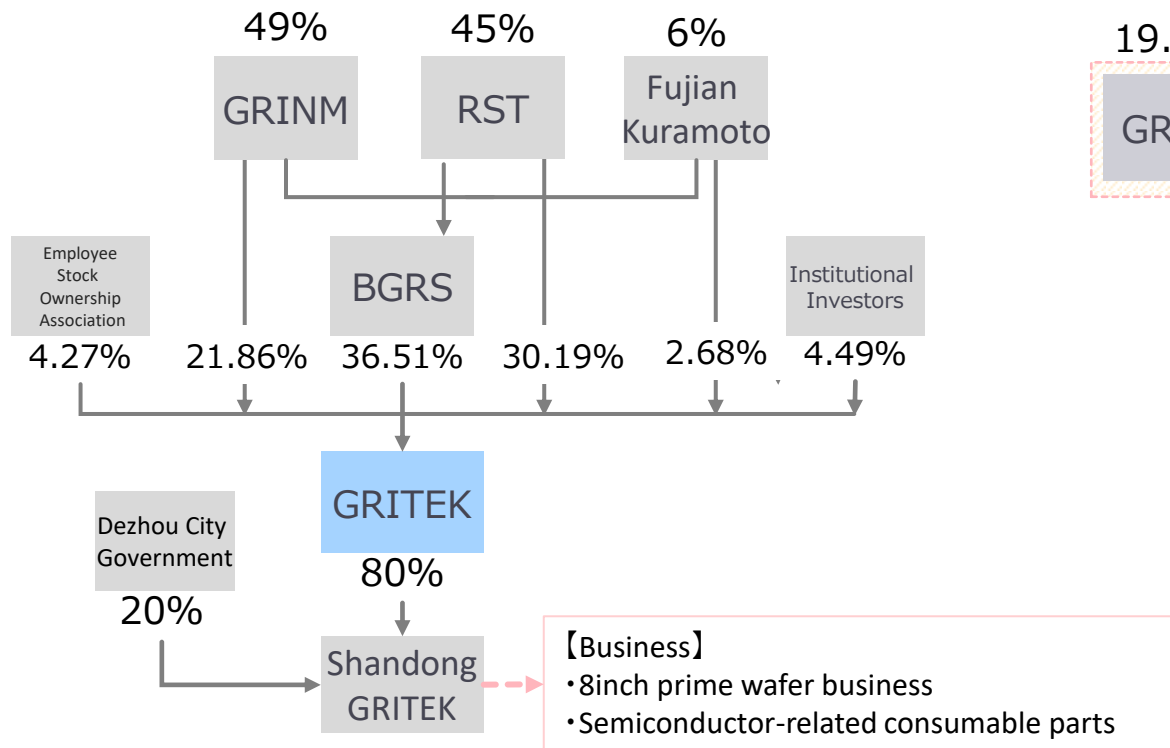 49%
45%
6%
19.
GRINM
RST
Fujian
Kuramoto
Employee
Stock
Ownership
Association
BGRS
Institutional
Investors
4.27%
21.86%
36.51%
30.19%
2.68%
4.49%
GRITEK
Dezhou City
Government
80%
20%
Shandong
GRITEK
【Business】
・8inch prime wafer business
・Semiconductor-related consumable parts